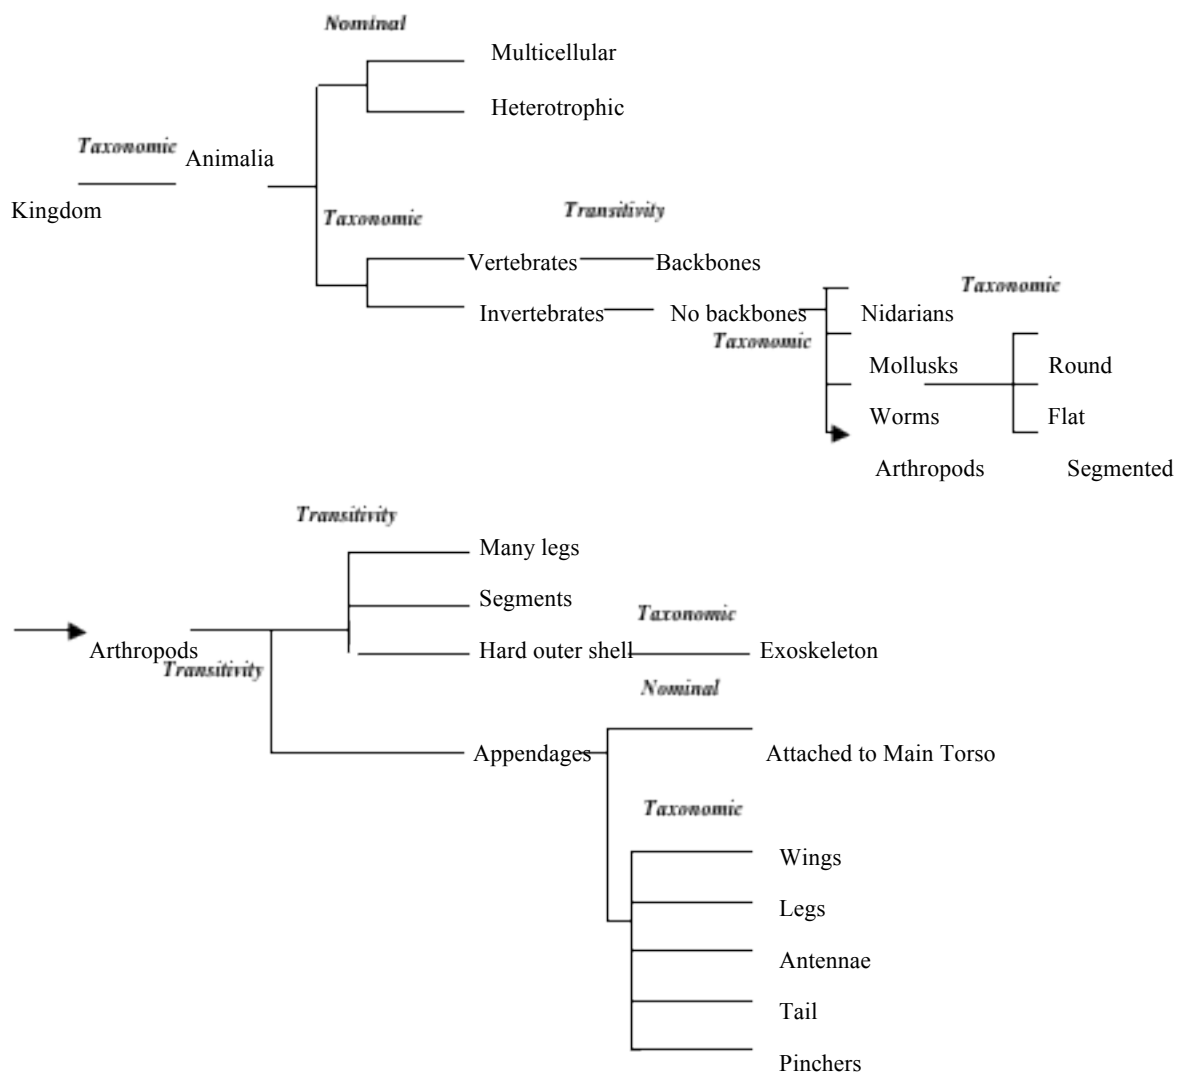 Nominal
Multicellular
Heterotrophic
Taxonomic
Animalia
Kingdom
Taxonomic
Transitivity
Vertebrates
Backbones
Invertebrates
No backbones
Taxonomic
Nidarians
Taxonomic
Mollusks
Round
Worms
Flat
Arthropods
Segmented
Transitivity
Many legs
Segments
Taxonomic
Arthropods
Hard outer shell
Exoskeleton
Transitivity
Nominal
Appendages
Attached to Main Torso
Taxonomic
Wings
Legs
Antennae
Tail
Pinchers